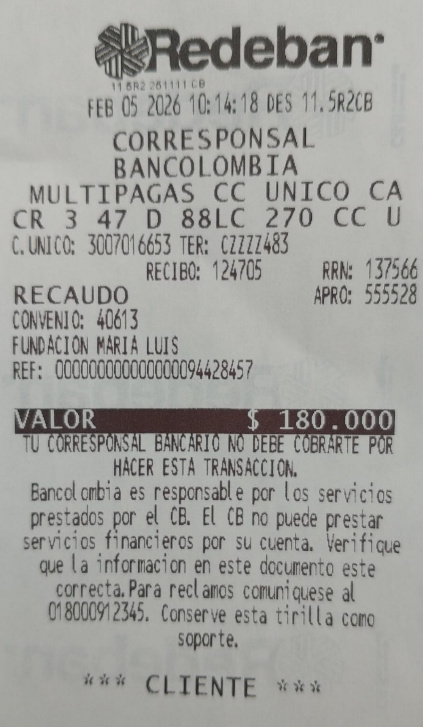 Redeban
11.5R2 251111 CB
FEB 05 2026 10:14:18 DES 11.5R2CB
CORRESPONSAL
BANCOLOMBIA
MULTIPAGAS CC UNICO CA
CR 3 47 D 88LC 270 CC U
C.UNICO: 3007016653 TER: CZZZZ483
RECIBO: 124705 RRN: 137566
RECAUDO APRO: 555528
CONVENIO: 40613
FUNDACION MARIA LUIS
REF: 000000000000000094428457
VALOR $ 180.000
TU CORRESPONSAL BANCARIO NO DEBE COBRARTE POR
HACER ESTA TRANSACCION.
Bancolombia es responsable por los servicios
prestados por el CB. El CB no puede prestar
servicios financieros por su cuenta. Verifique
que la informacion en este documento este
correcta.Para reclamos comuniquese al
018000912345. Conserve esta tirilla como
soporte.
*** CLIENTE ***